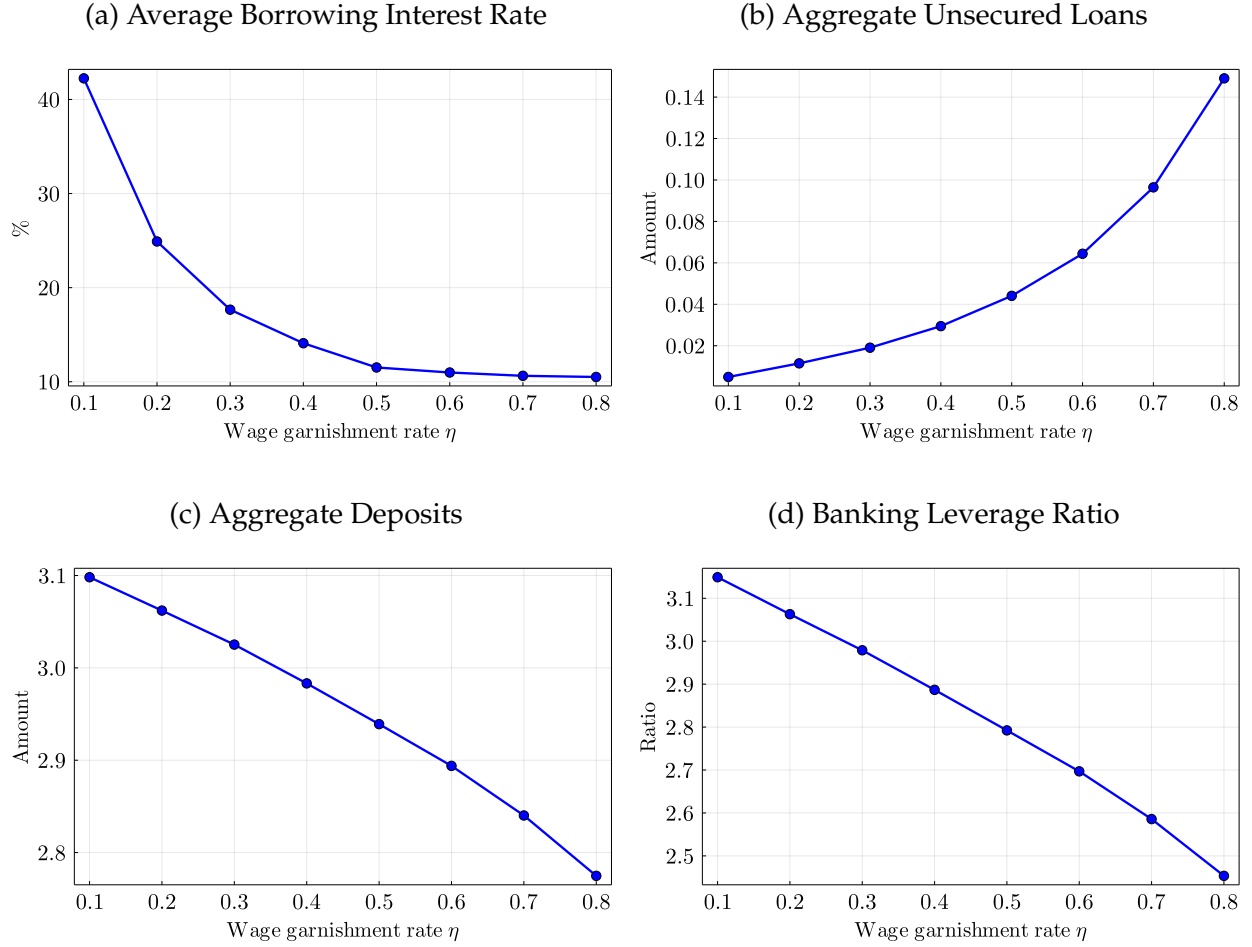 (a) Average Borrowing Interest Rate
40
30
20
10
%
0.1 0.2 0.3 0.4 0.5 0.6 0.7 0.8
Wage garnishment rate η
(b) Aggregate Unsecured Loans
0.14
0.12
0.10
0.08
0.06
0.04
0.02
Amount
0.1 0.2 0.3 0.4 0.5 0.6 0.7 0.8
Wage garnishment rate η
(c) Aggregate Deposits
3.1
3.0
2.9
2.8
Amount
0.1 0.2 0.3 0.4 0.5 0.6 0.7 0.8
Wage garnishment rate η
(d) Banking Leverage Ratio
3.1
3.0
2.9
2.8
2.7
2.6
2.5
Ratio
0.1 0.2 0.3 0.4 0.5 0.6 0.7 0.8
Wage garnishment rate η